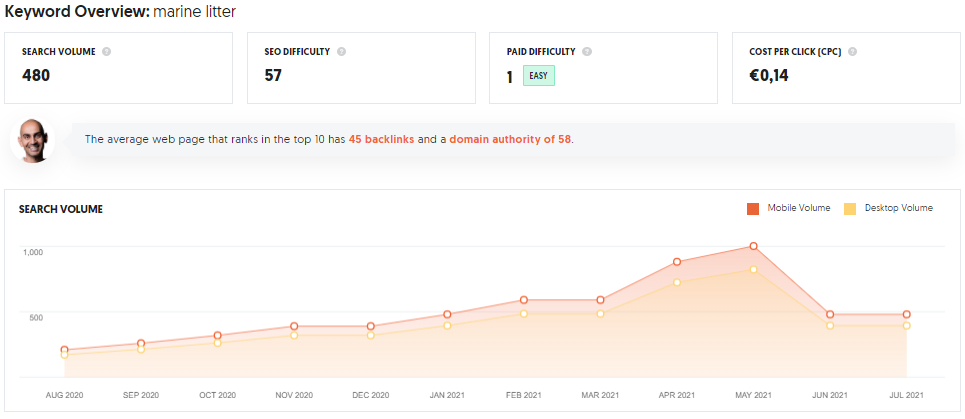 Keyword Overview: marine litter
SEARCH VOLUME ?
SEO DIFFICULTY ?
PAID DIFFICULTY ?
COST PER CLICK (CPC) ?
480
57
1 EASY
€0,14
The average web page that ranks in the top 10 has 45 backlinks and a domain authority of 58.
SEARCH VOLUME
Mobile Volume
Desktop Volume
1,000
500
AUG 2020
SEP 2020
OCT 2020
NOV 2020
DEC 2020
JAN 2021
FEB 2021
MAR 2021
APR 2021
MAY 2021
JUN 2021
JUL 2021